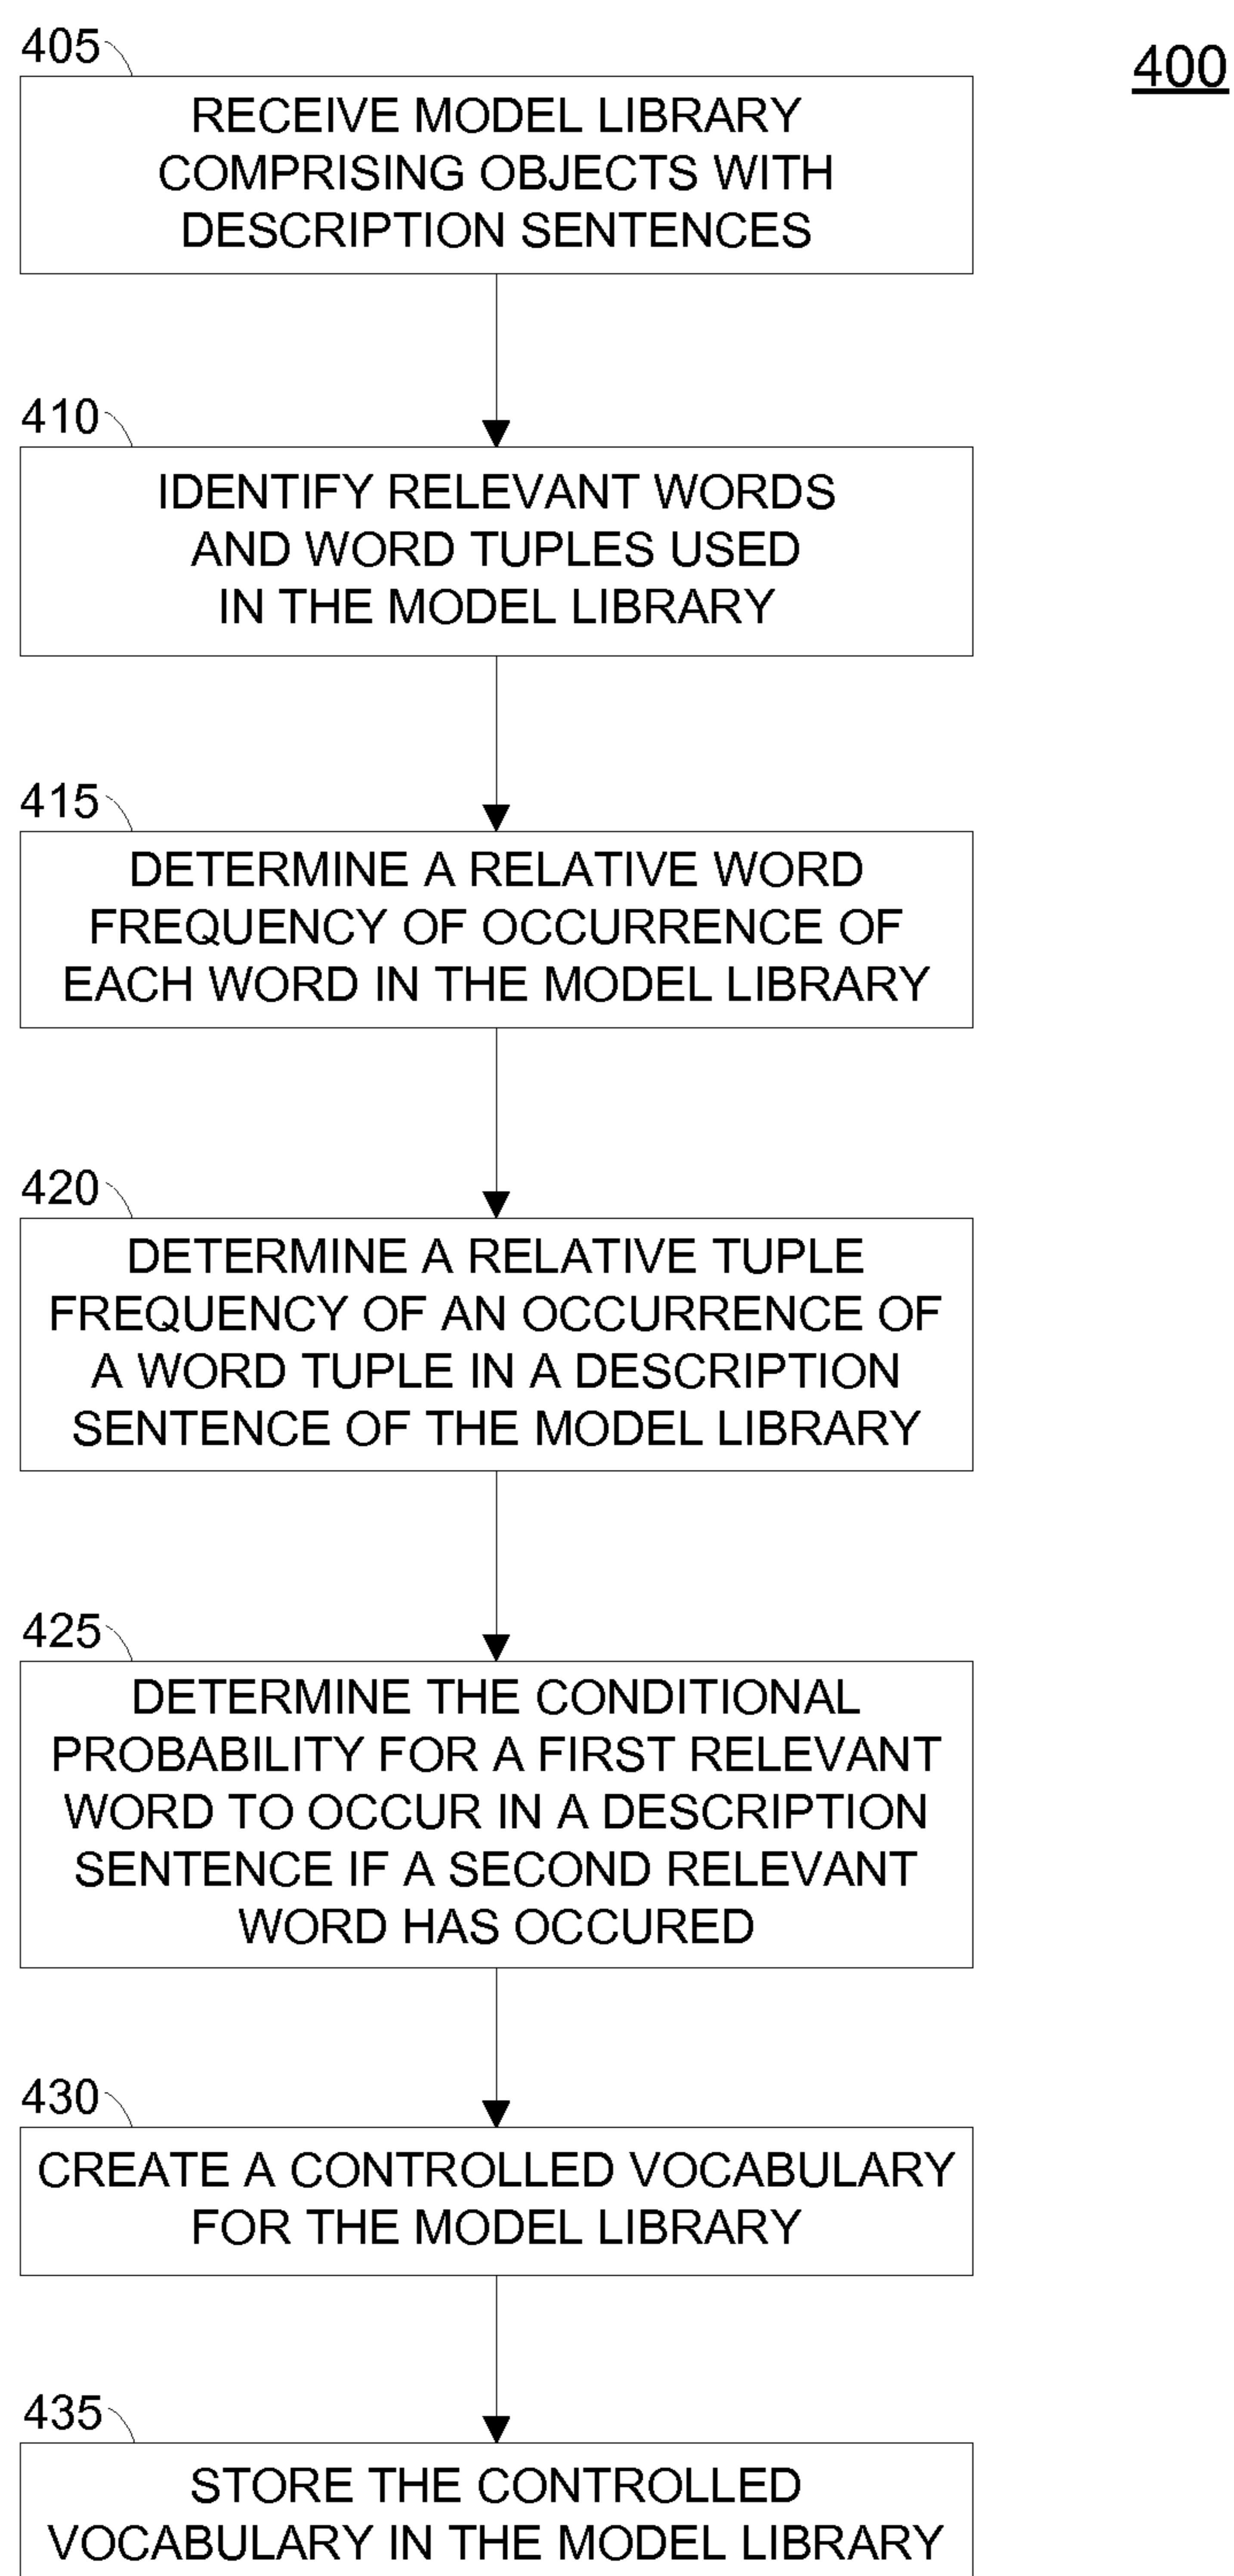 405
400
RECEIVE MODEL LIBRARY
COMPRISING OBJECTS WITH
DESCRIPTION SENTENCES
410
IDENTIFY RELEVANT WORDS
AND WORD TUPLES USED
IN THE MODEL LIBRARY
415
DETERMINE A RELATIVE WORD
FREQUENCY OF OCCURRENCE OF
EACH WORD IN THE MODEL LIBRARY
420
DETERMINE A RELATIVE TUPLE
FREQUENCY OF AN OCCURRENCE OF
A WORD TUPLE IN A DESCRIPTION
SENTENCE OF THE MODEL LIBRARY
425
DETERMINE THE CONDITIONAL
PROBABILITY FOR A FIRST RELEVANT
WORD TO OCCUR IN A DESCRIPTION
SENTENCE IF A SECOND RELEVANT
WORD HAS OCCURED
430
CREATE A CONTROLLED VOCABULARY
FOR THE MODEL LIBRARY
435
STORE THE CONTROLLED
VOCABULARY IN THE MODEL LIBRARY